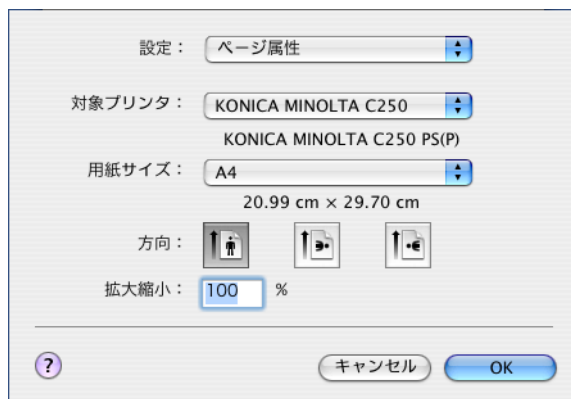 設定： ページ属性
対象プリンタ： KONICA MINOLTA C250
KONICA MINOLTA C250 PS(P)
用紙サイズ： A4
20.99 cm × 29.70 cm
方向：
拡大縮小： 100 %
? キャンセル OK